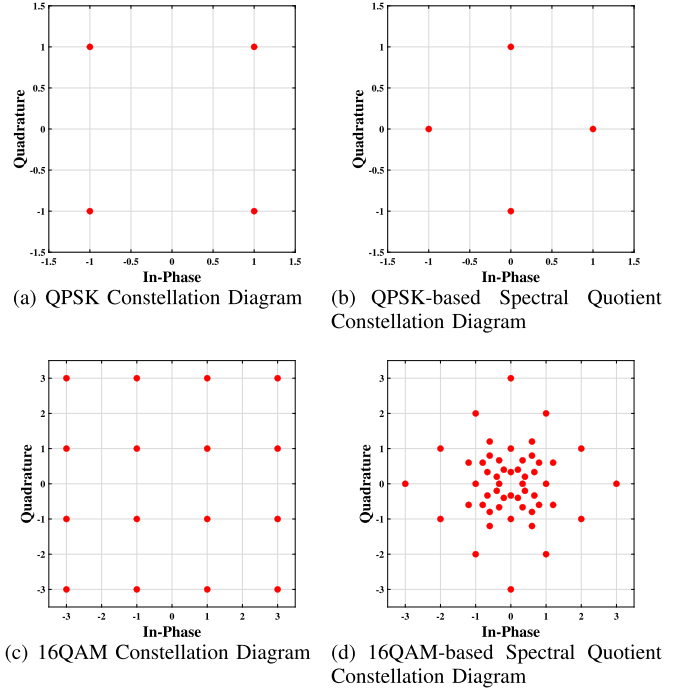 1.5
1
0.5
0
-0.5
-1
-1.5
-1.5 -1 -0.5 0 0.5 1 1.5
Quadrature
In-Phase
(a) QPSK Constellation Diagram
1.5
1
0.5
0
-0.5
-1
-1.5
-1.5 -1 -0.5 0 0.5 1 1.5
Quadrature
In-Phase
(b) QPSK-based Spectral Quotient
Constellation Diagram
3
2
1
0
-1
-2
-3
-3 -2 -1 0 1 2 3
Quadrature
In-Phase
(c) 16QAM Constellation Diagram
3
2
1
0
-1
-2
-3
-3 -2 -1 0 1 2 3
Quadrature
In-Phase
(d) 16QAM-based Spectral Quotient
Constellation Diagram